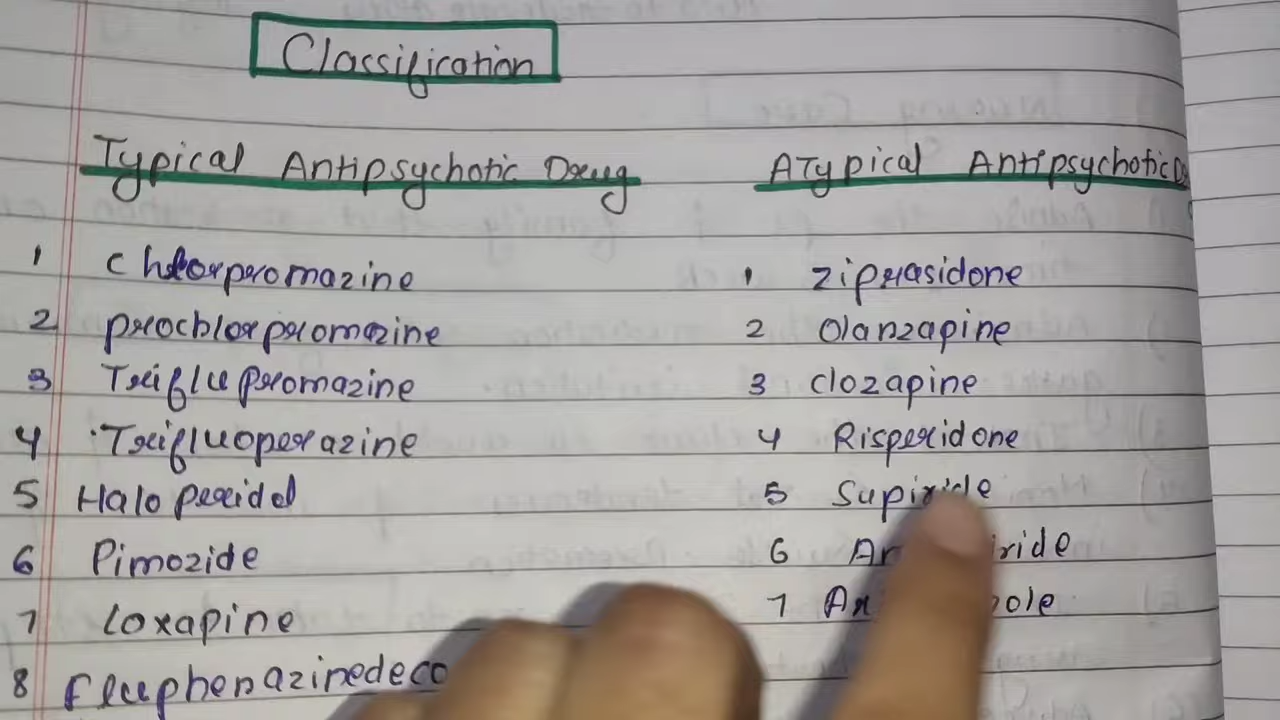 Classification
Typical Antipsychotic Drug
1 Chlorpromazine
2 prochlorpromazine
3 Triflupromazine
4 Trifluoperazine
5 Haloperidol
6 Pimozide
7 Loxapine
8
ATypical Antipsychotic
1 Ziprasidone
2 Olanzapine
3 clozapine
4 Risperidone
5 Supiride
6
7